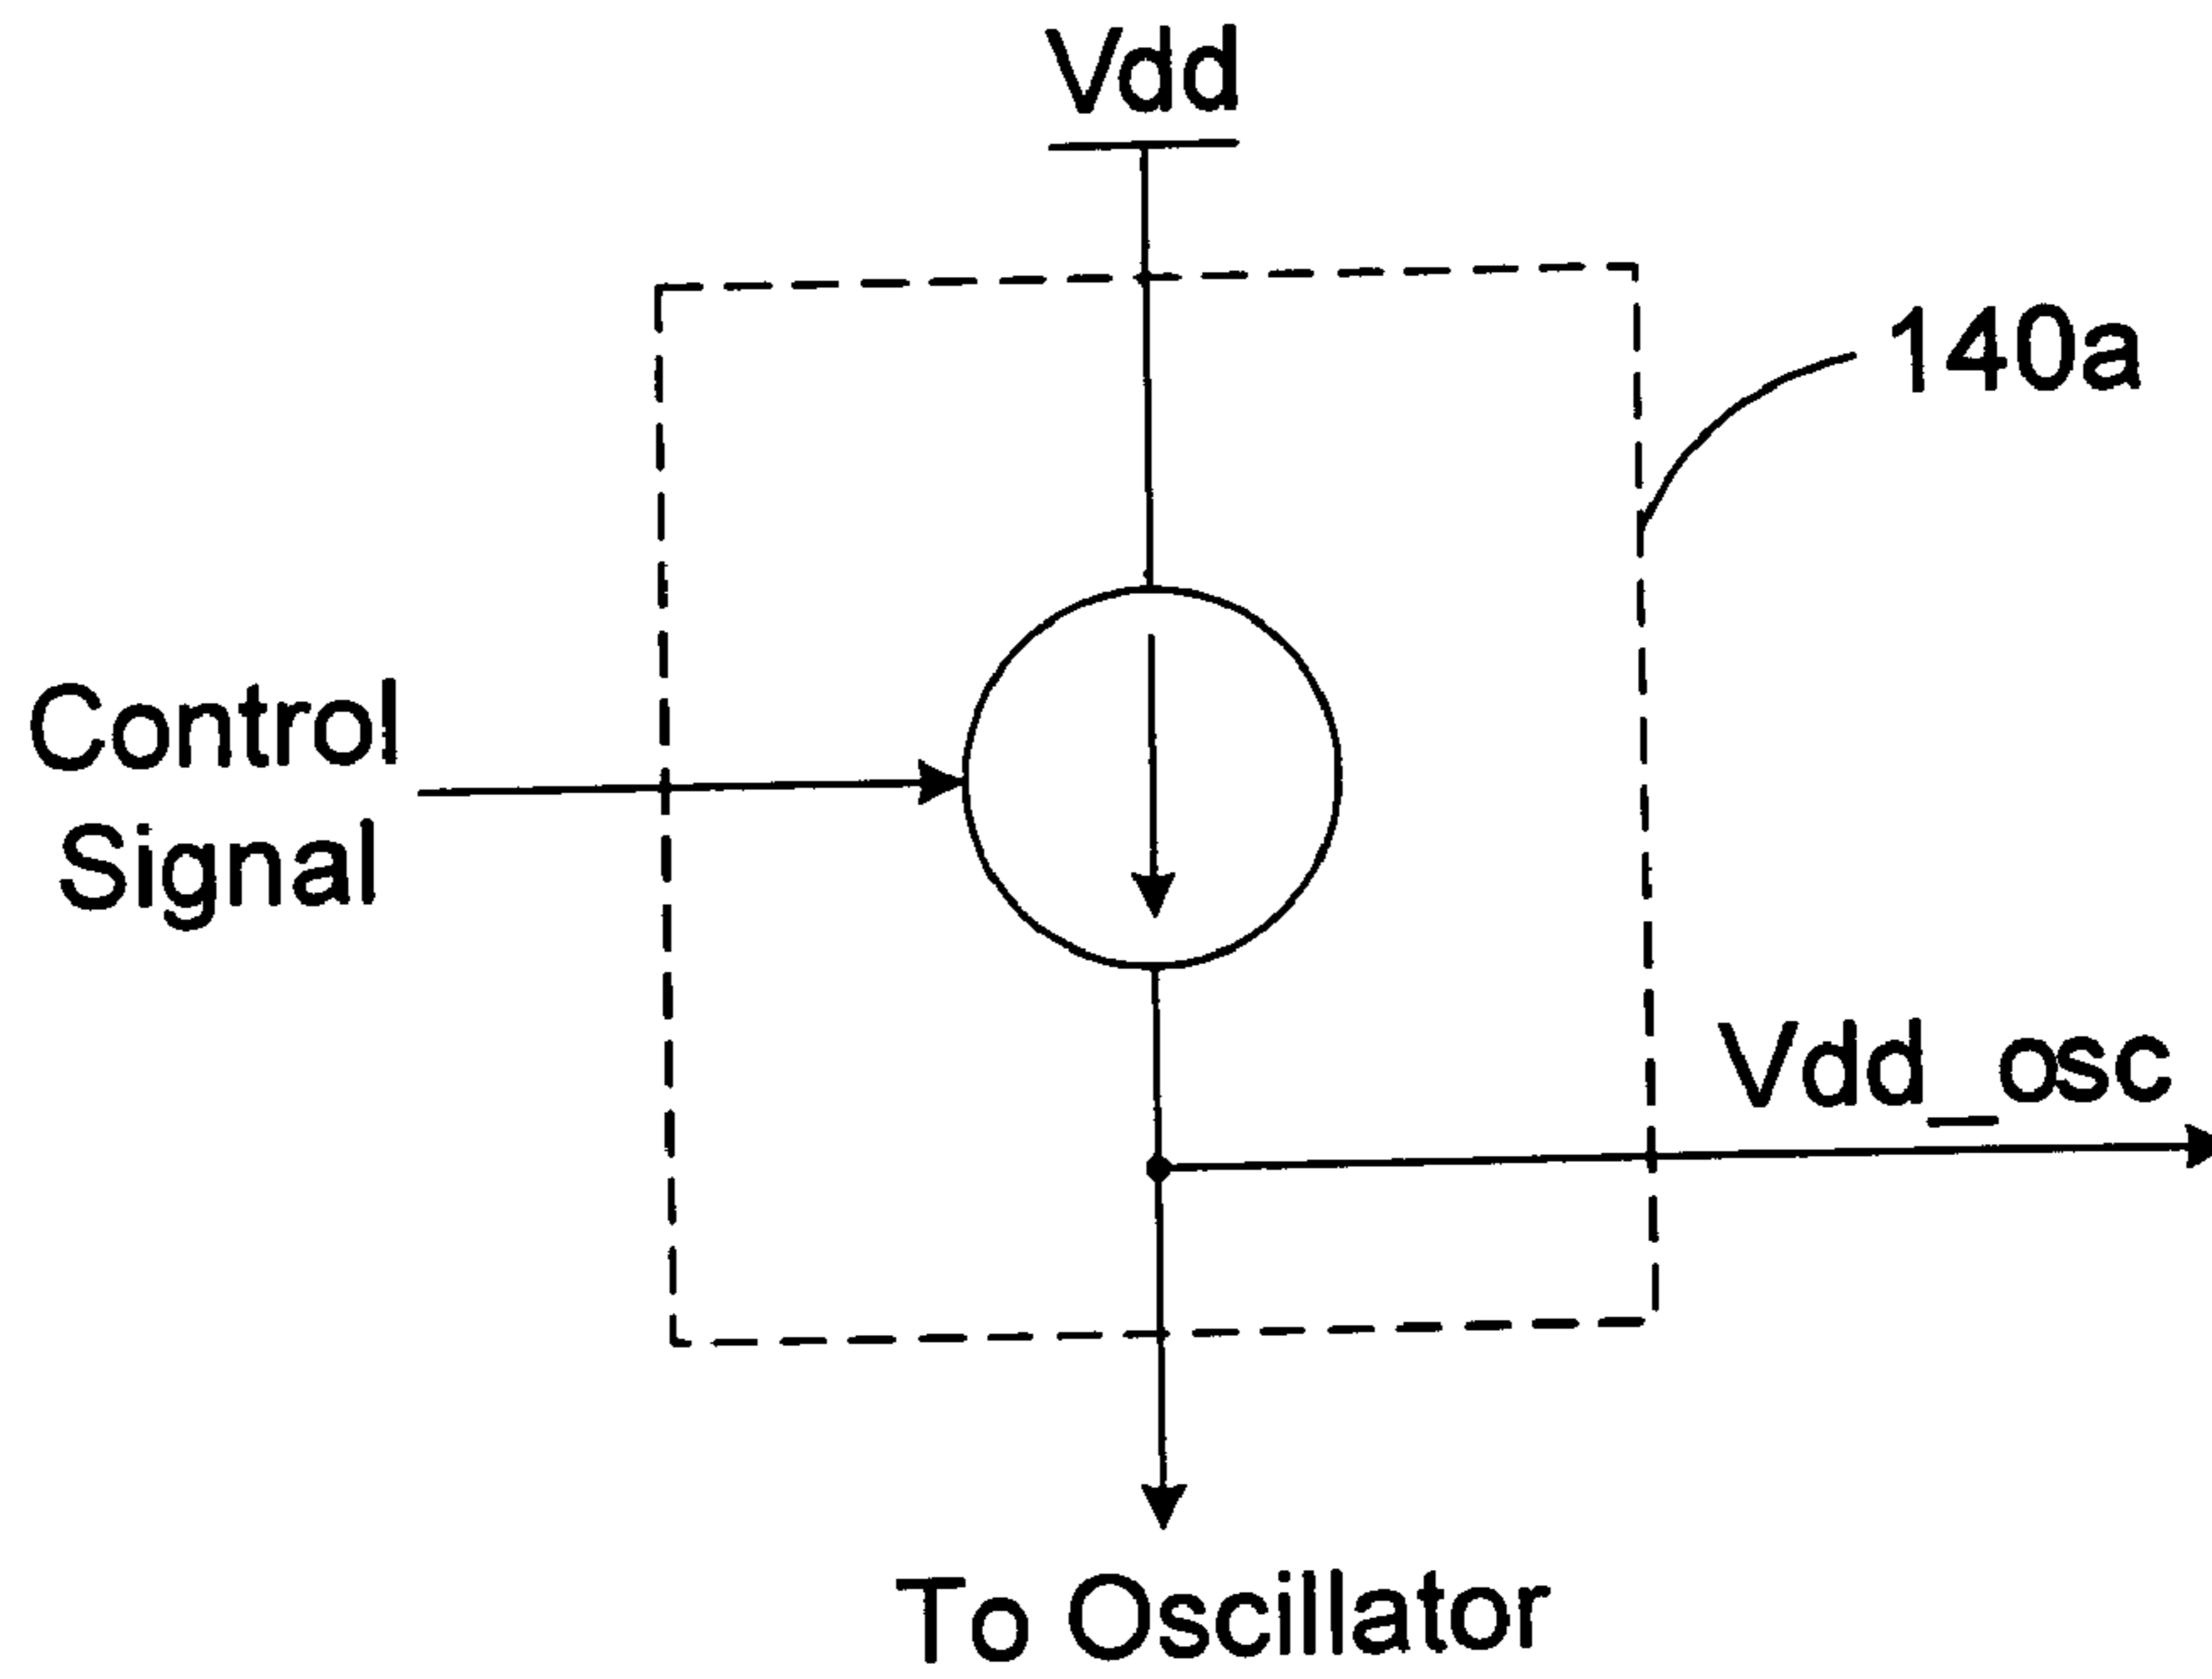 Vdd
140a
Control
Signal
Vdd_osc
To Oscillator